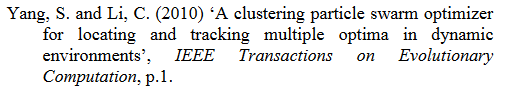 Yang, S. and Li, C. (2010) ‘A clustering particle swarm optimizer
for locating and tracking multiple optima in dynamic
environments’, IEEE Transactions on Evolutionary
Computation, p.1.